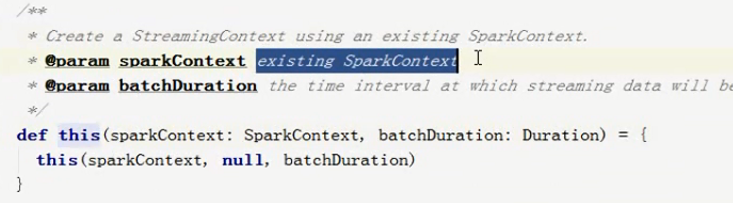 /**
* Create a StreamingContext using an existing SparkContext.
* @param sparkContext existing SparkContext
* @param batchDuration the time interval at which streaming data will be
*/
def this(sparkContext: SparkContext, batchDuration: Duration) = {
this(sparkContext, null, batchDuration)
}